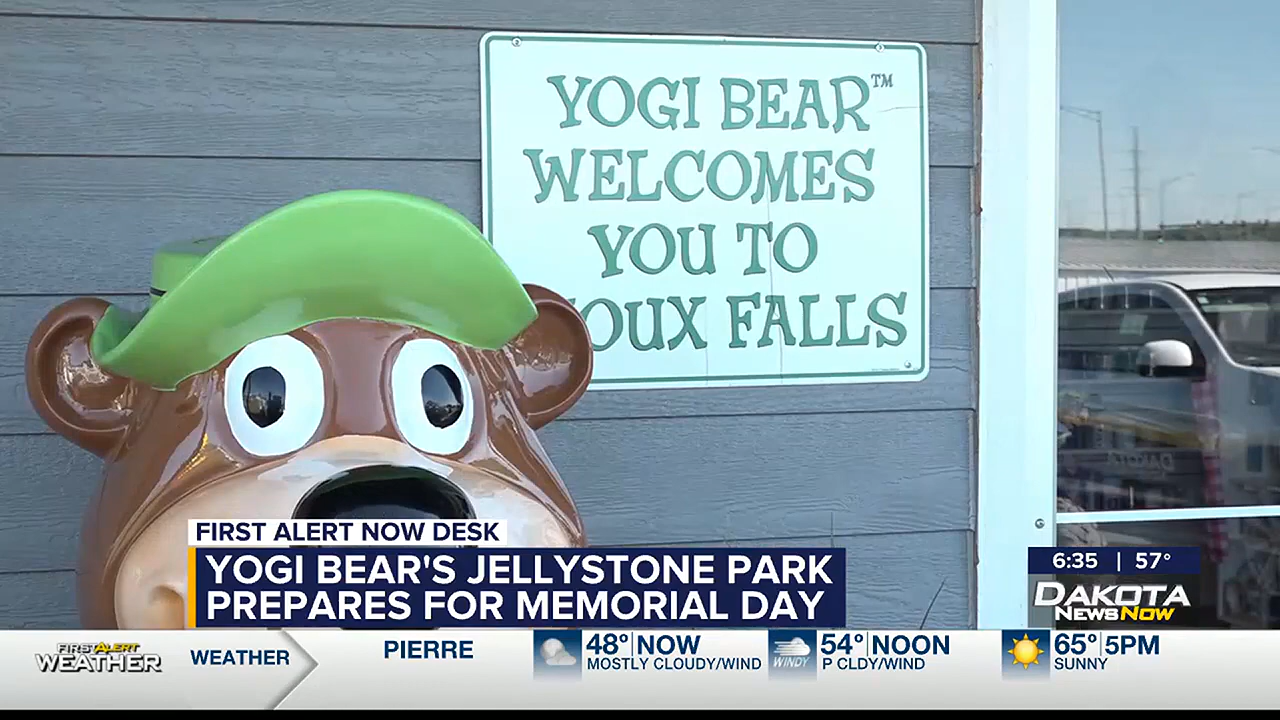 YOGI BEAR™
WELCOMES
YOU TO
OUX FALLS
FIRST ALERT NOW DESK
YOGI BEAR'S JELLYSTONE PARK
PREPARES FOR MEMORIAL DAY
6:35 | 57°
DAKOTA
NEWS NOW
FIRST ALERT
WEATHER
WEATHER
PIERRE
48° NOW
MOSTLY CLOUDY/WIND
WINDY
54° NOON
P CLDY/WIND
65° 5PM
SUNNY